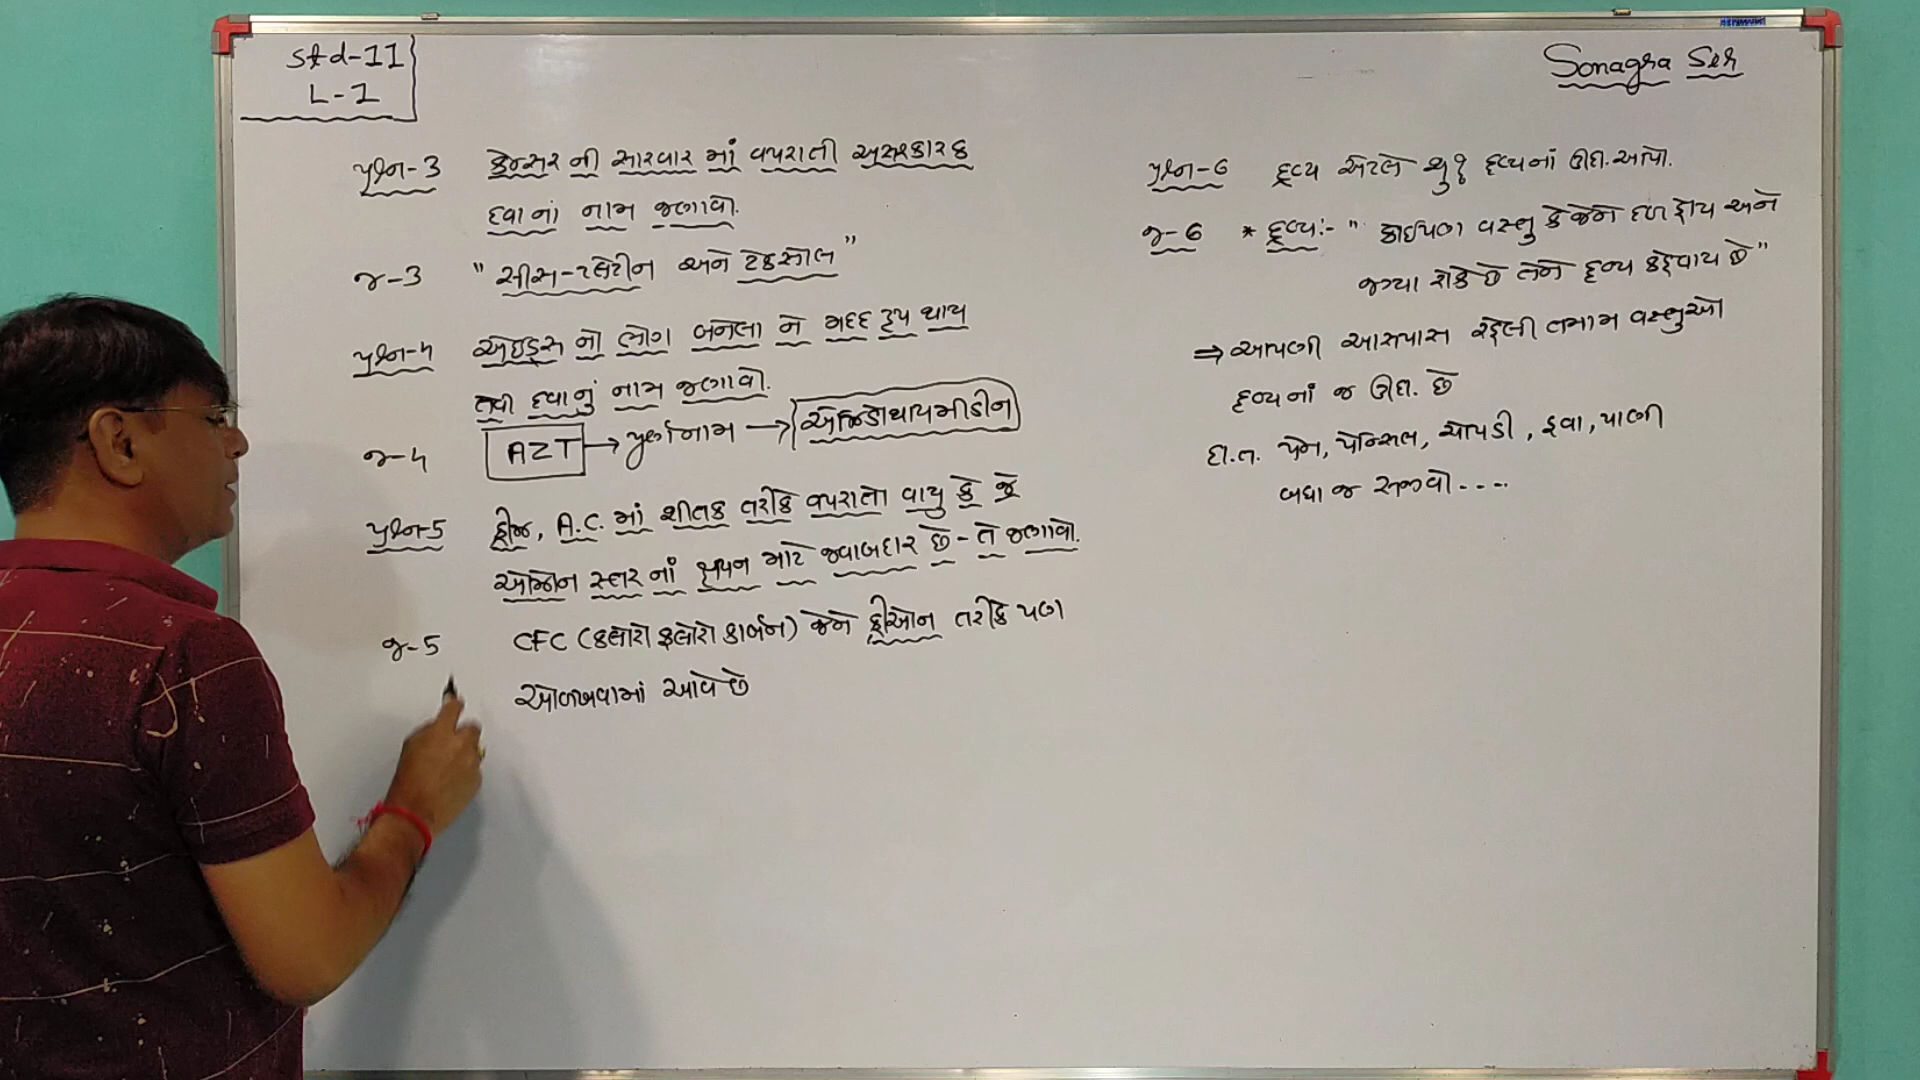 Std-11
L-1
Sonagra Sir
પ્રશ્ન-3 કેન્સર ની સારવાર માં વપરાતી અસરકારક
દવા નાં નામ જણાવો.
જ-3 "સીસ-પ્લેટીન અને ટેક્સોલ"
પ્રશ્ન-4 એઇડ્સ નો ભોગ બનેલા ને મદદ રૂપ થાય
તેવી દવાનું નામ જણાવો.
જ-4 AZT → પૂર્ણનામ → એઝિડોથાયમીડીન
પ્રશ્ન-5 ફ્રીજ, A.C. માં શીતક તરીકે વપરાતો વાયુ કે જે
ઓઝોન સ્તર નાં ક્ષયન માટે જવાબદાર છે - તે જણાવો.
જ-5 CFC (ક્લોરો ફ્લોરો કાર્બન) જેને ફ્રીઓન તરીકે પણ
ઓળખવામાં આવે છે
પ્રશ્ન-6 દ્રવ્ય એટલે શું? દ્રવ્યનાં ઊદા. આપો.
જ-6 * દ્રવ્ય:- "કોઈપણ વસ્તુ કે જેને દળ હોય અને
જગ્યા રોકે છે તેને દ્રવ્ય કહેવાય છે"
⇒ આપણી આસપાસ રહેલી તમામ વસ્તુઓ
દ્રવ્યનાં જ ઊદા. છે
દા.ત. પેન, પેન્સિલ, ચોપડી, હવા, પાણી
બધા જ સજીવો....